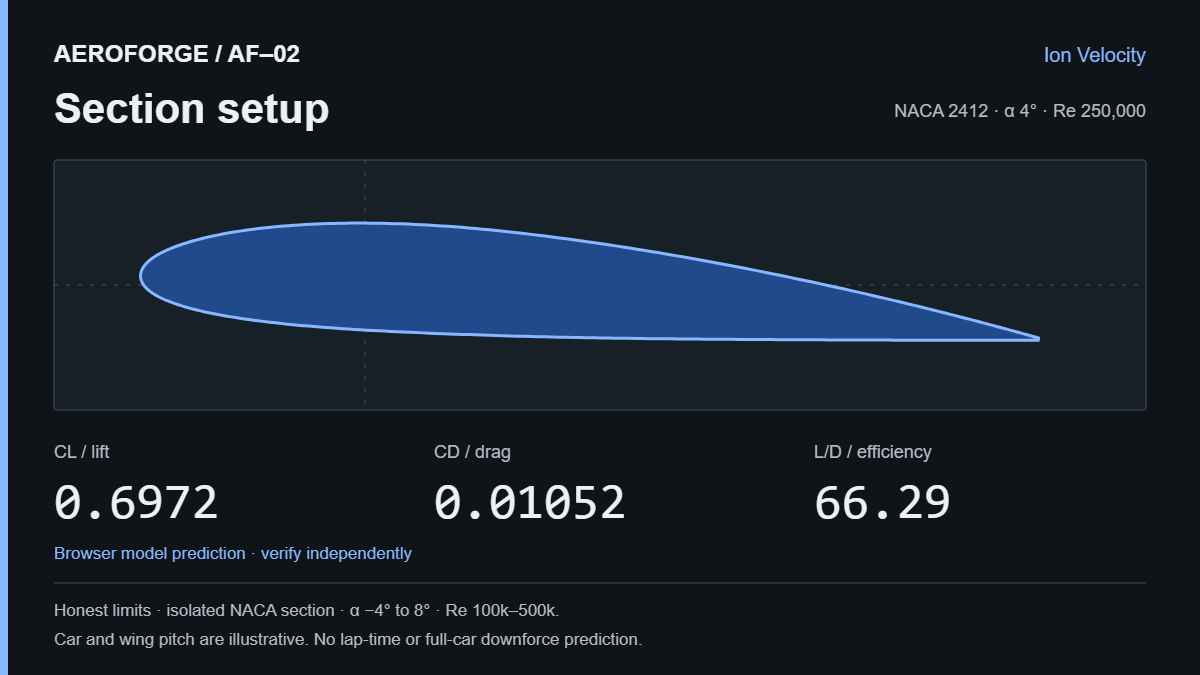 AEROFORGE / AF–02
Ion Velocity
Section setup
NACA 2412 · α 4° · Re 250,000
CL / lift
CD / drag
L/D / efficiency
0.6972
0.01052
66.29
Browser model prediction · verify independently
Honest limits · isolated NACA section · α −4° to 8° · Re 100k–500k.
Car and wing pitch are illustrative. No lap-time or full-car downforce prediction.